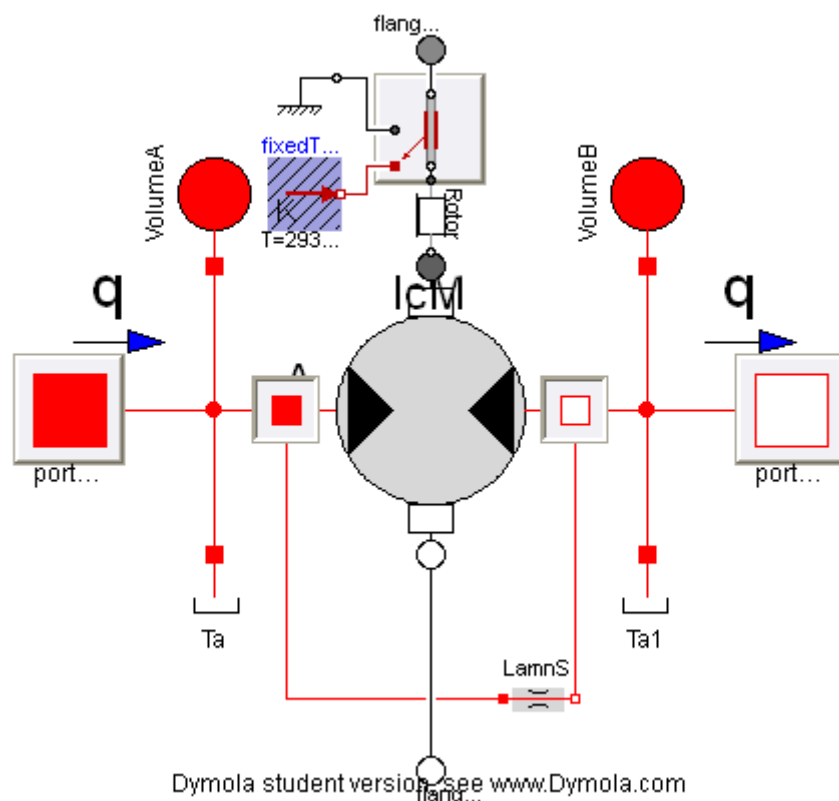 flang...
fixedT...
VolumeA
VolumeB
K
T=293...
Rotor
q
q
IcM
A
port...
port...
Ta
Ta1
LamnS
Dymola student version, see www.Dymola.com
flang...